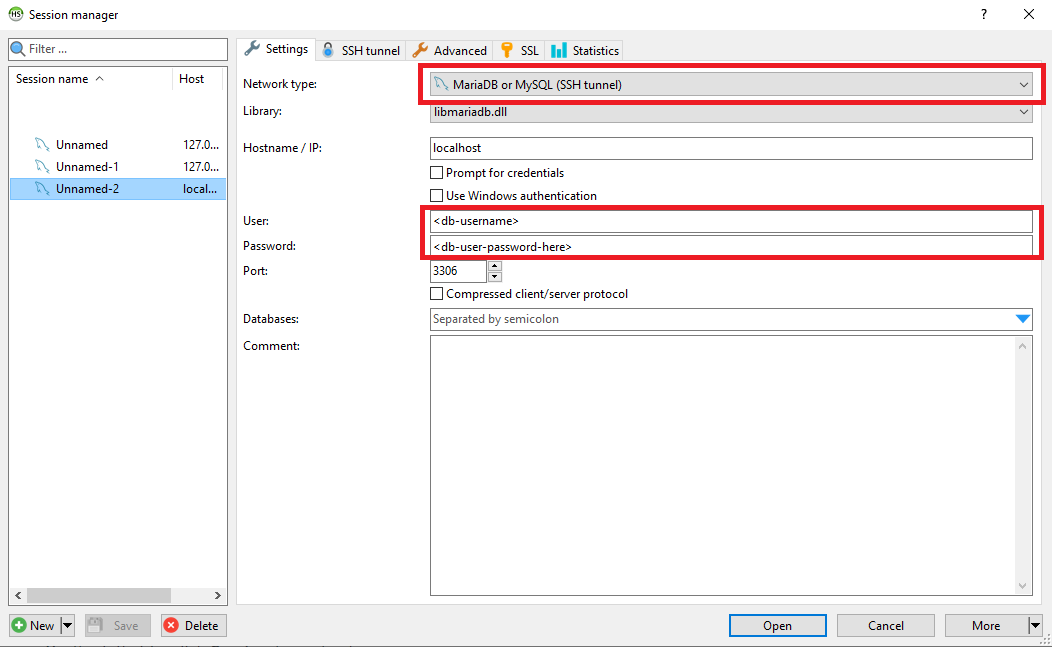 HS Session manager ?
Filter ...
Session name Host
Unnamed 127.0...
Unnamed-1 127.0...
Unnamed-2 local...
New Save Delete
Settings SSH tunnel Advanced SSL Statistics
Network type: MariaDB or MySQL (SSH tunnel)
Library: libmariadb.dll
Hostname / IP: localhost
Prompt for credentials
Use Windows authentication
User: <db-username>
Password: <db-user-password-here>
Port: 3306
Compressed client/server protocol
Databases: Separated by semicolon
Comment:
Open Cancel More